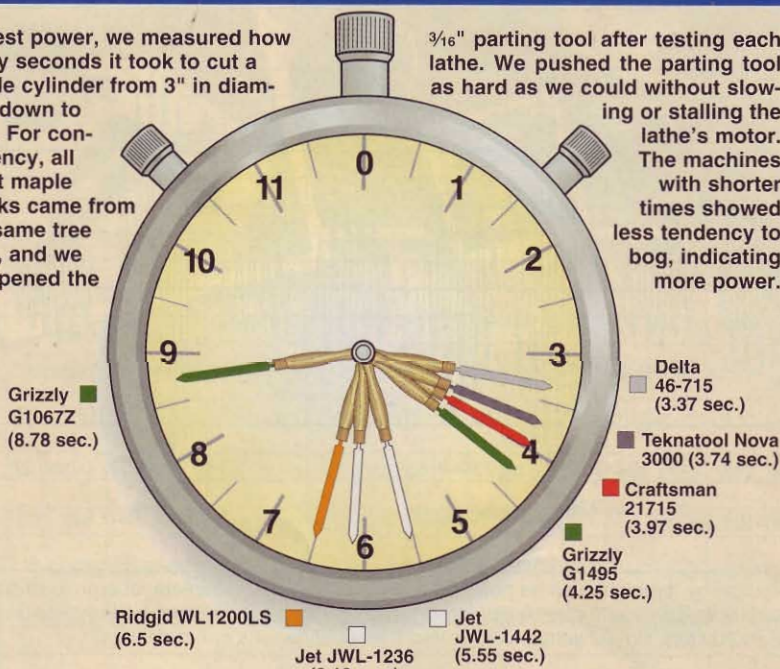 est power, we measured how
y seconds it took to cut a
le cylinder from 3" in diam-
down to
For con-
ency, all
t maple
ks came from
same tree
, and we
pened the
3/16" parting tool after testing each
lathe. We pushed the parting tool
as hard as we could without slow-
ing or stalling the
lathe's motor.
The machines
with shorter
times showed
less tendency to
bog, indicating
more power.
0
1
2
3
4
5
6
7
8
9
10
11
Delta
46-715
(3.37 sec.)
Teknatool Nova
3000 (3.74 sec.)
Craftsman
21715
(3.97 sec.)
Grizzly
G1495
(4.25 sec.)
Jet
JWL-1442
(5.55 sec.)
Jet JWL-1236
Ridgid WL1200LS
(6.5 sec.)
Grizzly
G1067Z
(8.78 sec.)